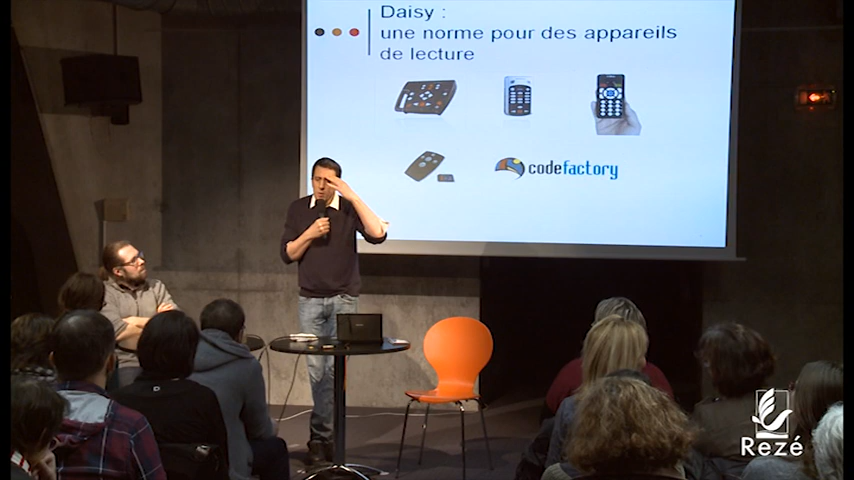 Daisy :
une norme pour des appareils
de lecture
codefactory
Rezé